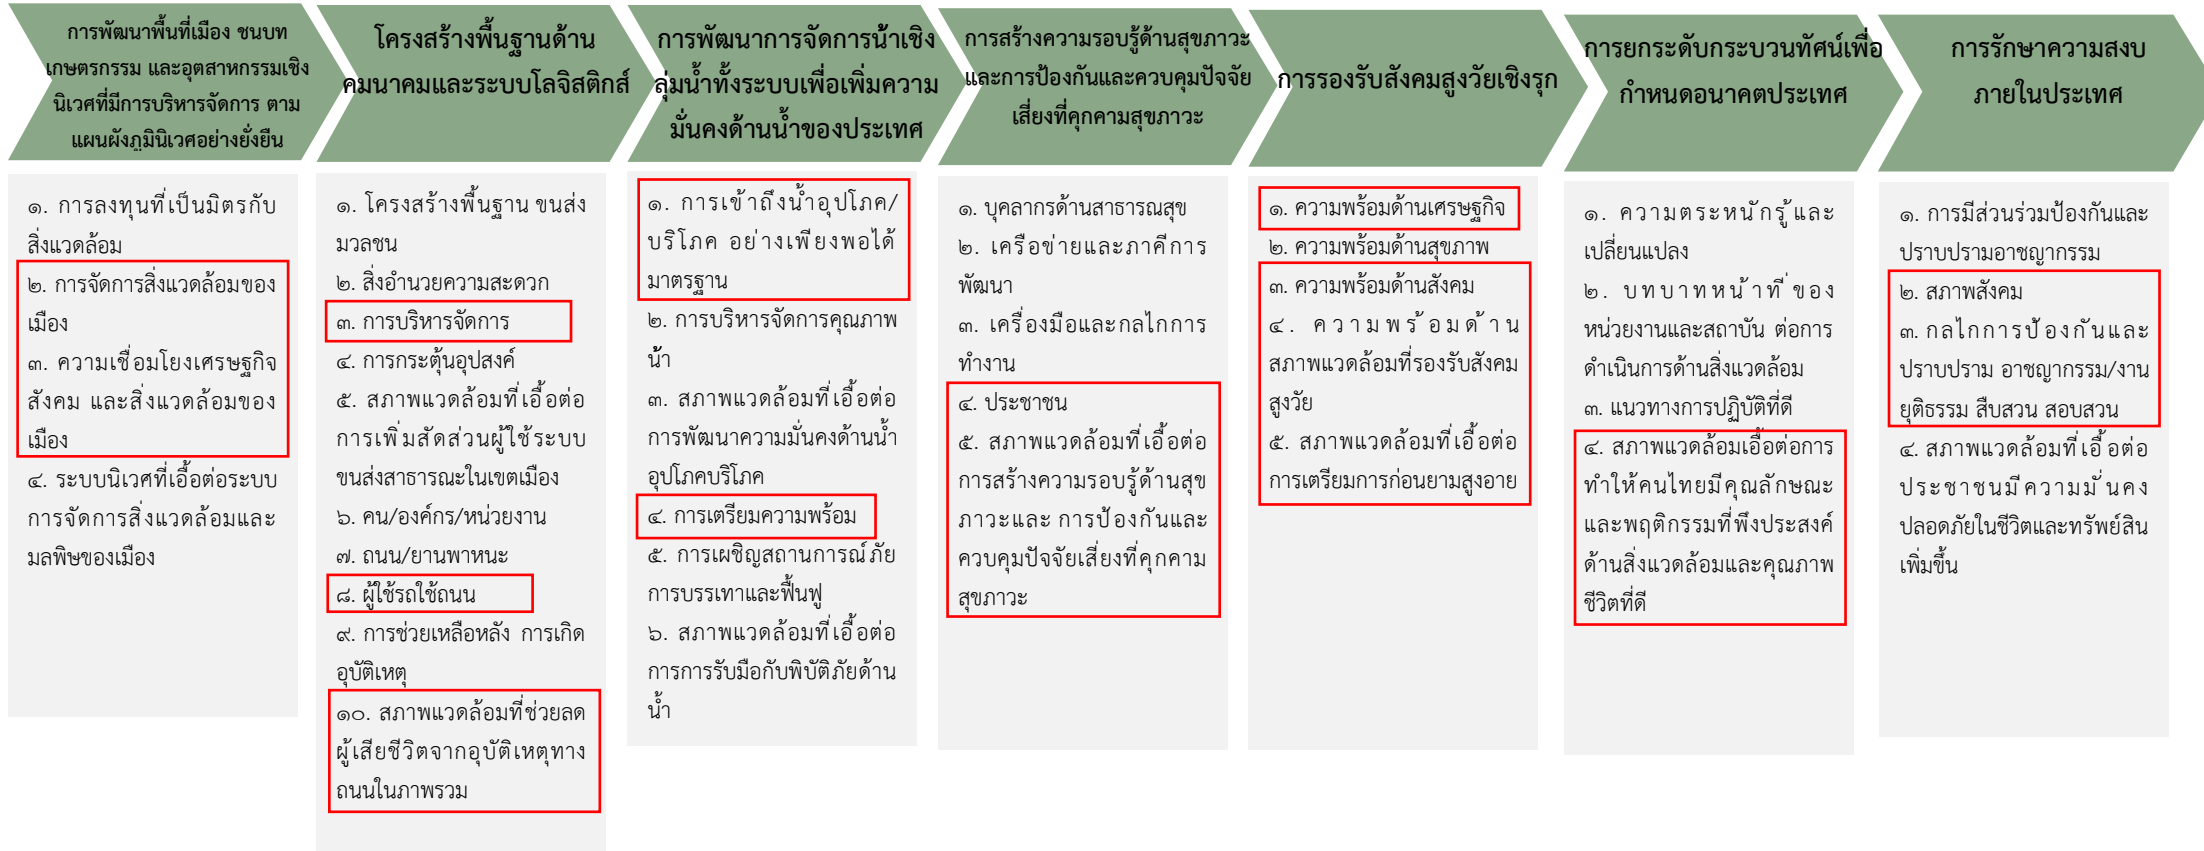 การพัฒนาพื้นที่เมือง ชนบท
เกษตรกรรม และอุตสาหกรรมเชิง
นิเวศที่มีการบริหารจัดการ ตาม
แผนผังภูมินิเวศอย่างยั่งยืน
๑. การลงทุนที่เป็นมิตรกับ
สิ่งแวดล้อม
๒. การจัดการสิ่งแวดล้อมของ
เมือง
๓. ความเชื่อมโยงเศรษฐกิจ
สังคม และสิ่งแวดล้อมของ
เมือง
๔. ระบบนิเวศที่เอื้อต่อระบบ
การจัดการสิ่งแวดล้อมและ
มลพิษของเมือง
โครงสร้างพื้นฐานด้าน
คมนาคมและระบบโลจิสติกส์
๑. โครงสร้างพื้นฐาน ขนส่ง
มวลชน
๒. สิ่งอำนวยความสะดวก
๓. การบริหารจัดการ
๔. การกระตุ้นอุปสงค์
๕. สภาพแวดล้อมที่เอื้อต่อ
การเพิ่มสัดส่วนผู้ใช้ระบบ
ขนส่งสาธารณะในเขตเมือง
๖. คน/องค์กร/หน่วยงาน
๗. ถนน/ยานพาหนะ
๘. ผู้ใช้รถใช้ถนน
๙. การช่วยเหลือหลัง การเกิด
อุบัติเหตุ
๑๐. สภาพแวดล้อมที่ช่วยลด
ผู้เสียชีวิตจากอุบัติเหตุทาง
ถนนในภาพรวม
การพัฒนาการจัดการน้ำเชิง
ลุ่มน้ำทั้งระบบเพื่อเพิ่มความ
มั่นคงด้านน้ำของประเทศ
๑. การเข้าถึงน้ำอุปโภค/
บริโภค อย่างเพียงพอได้
มาตรฐาน
๒. การบริหารจัดการคุณภาพ
น้ำ
๓. สภาพแวดล้อมที่เอื้อต่อ
การพัฒนาความมั่นคงด้านน้ำ
อุปโภคบริโภค
๔. การเตรียมความพร้อม
๕. การเผชิญสถานการณ์ภัย
การบรรเทาและฟื้นฟู
๖. สภาพแวดล้อมที่เอื้อต่อ
การการรับมือกับพิบัติภัยด้าน
น้ำ
การสร้างความรอบรู้ด้านสุขภาวะ
และการป้องกันและควบคุมปัจจัย
เสี่ยงที่คุกคามสุขภาวะ
๑. บุคลากรด้านสาธารณสุข
๒. เครือข่ายและภาคีการ
พัฒนา
๓. เครื่องมือและกลไกการ
ทำงาน
๔. ประชาชน
๕. สภาพแวดล้อมที่เอื้อต่อ
การสร้างความรอบรู้ด้านสุข
ภาวะและ การป้องกันและ
ควบคุมปัจจัยเสี่ยงที่คุกคาม
สุขภาวะ
การรองรับสังคมสูงวัยเชิงรุก
๑. ความพร้อมด้านเศรษฐกิจ
๒. ความพร้อมด้านสุขภาพ
๓. ความพร้อมด้านสังคม
๔. ความพร้อมด้าน
สภาพแวดล้อมที่รองรับสังคม
สูงวัย
๕. สภาพแวดล้อมที่เอื้อต่อ
การเตรียมการก่อนยามสูงอาย
การยกระดับกระบวนทัศน์เพื่อ
กำหนดอนาคตประเทศ
๑. ความตระหนักรู้และ
เปลี่ยนแปลง
๒. บทบาทหน้าที่ของ
หน่วยงานและสถาบัน ต่อการ
ดำเนินการด้านสิ่งแวดล้อม
๓. แนวทางการปฏิบัติที่ดี
๔. สภาพแวดล้อมเอื้อต่อการ
ทำให้คนไทยมีคุณลักษณะ
และพฤติกรรมที่พึงประสงค์
ด้านสิ่งแวดล้อมและคุณภาพ
ชีวิตที่ดี
การรักษาความสงบ
ภายในประเทศ
๑. การมีส่วนร่วมป้องกันและ
ปราบปรามอาชญากรรม
๒. สภาพสังคม
๓. กลไกการป้องกันและ
ปราบปราม อาชญากรรม/งาน
ยุติธรรม สืบสวน สอบสวน
๔. สภาพแวดล้อมที่เอื้อต่อ
ประชาชนมีความมั่นคง
ปลอดภัยในชีวิตและทรัพย์สิน
เพิ่มขึ้น